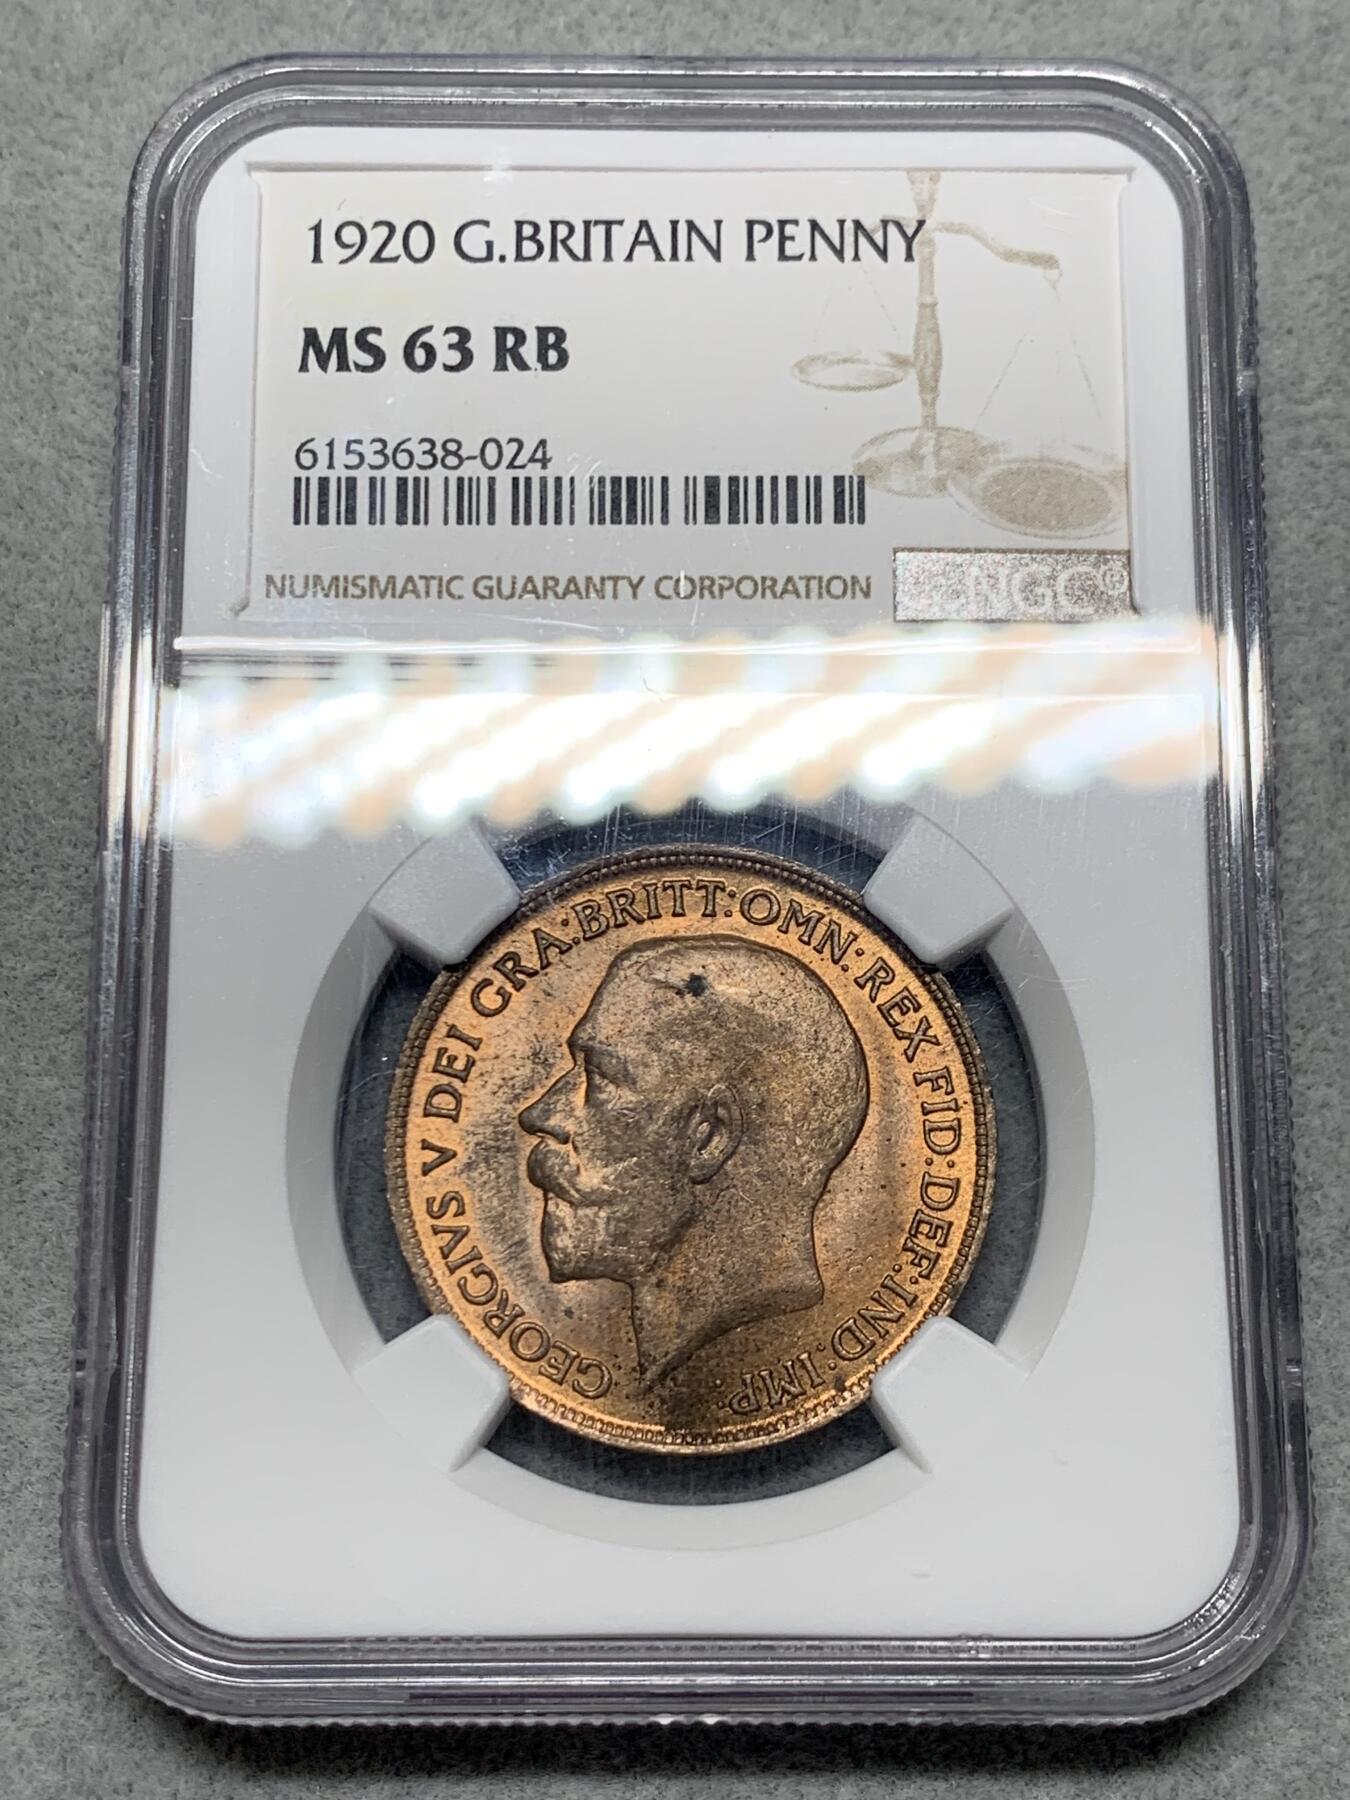 1920 G.BRITAIN PENNY
MS 63 RB
6153638-024
NUMISMATIC GUARANTY CORPORATION
NGC®
GEORGIVS V DEI GRA:BRITT:OMN:REX FID:DEF:IND:IMP: